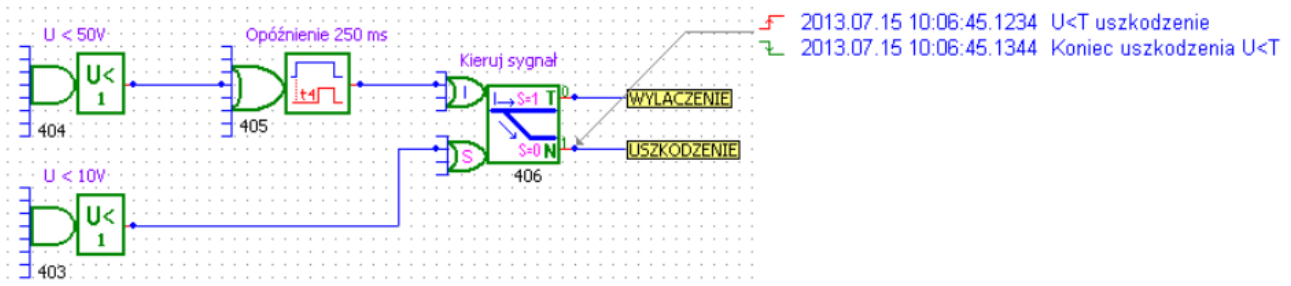 U < 50V
U<
1
404
Opóźnienie 250 ms
t4
405
Kieruj sygnał
I
I S=1 T
0
S
S=0 N
1
406
WYLACZENIE
USZKODZENIE
U < 10V
U<
1
403
2013.07.15 10:06:45.1234 U<T uszkodzenie
2013.07.15 10:06:45.1344 Koniec uszkodzenia U<T